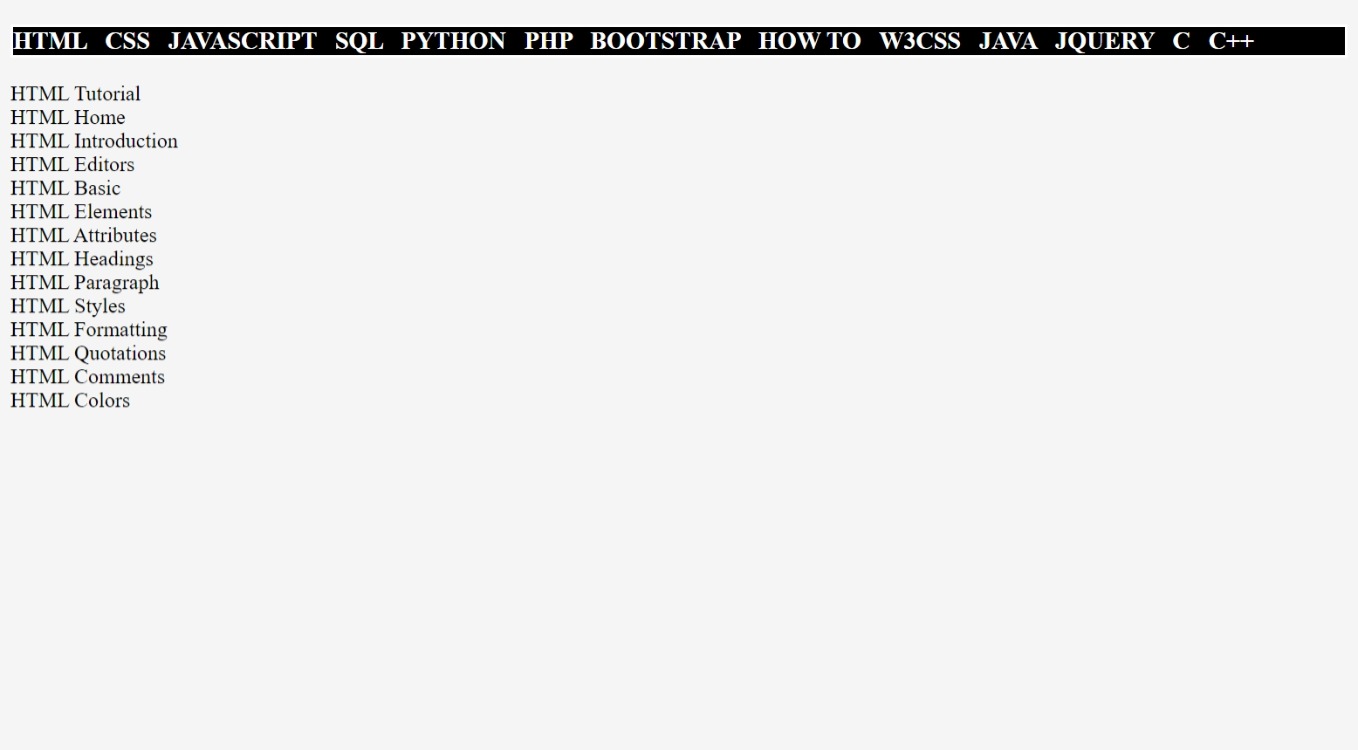 HTML CSS JAVASCRIPT SQL PYTHON PHP BOOTSTRAP HOW TO W3CSS JAVA JQUERY C C++
HTML Tutorial
HTML Home
HTML Introduction
HTML Editors
HTML Basic
HTML Elements
HTML Attributes
HTML Headings
HTML Paragraph
HTML Styles
HTML Formatting
HTML Quotations
HTML Comments
HTML Colors